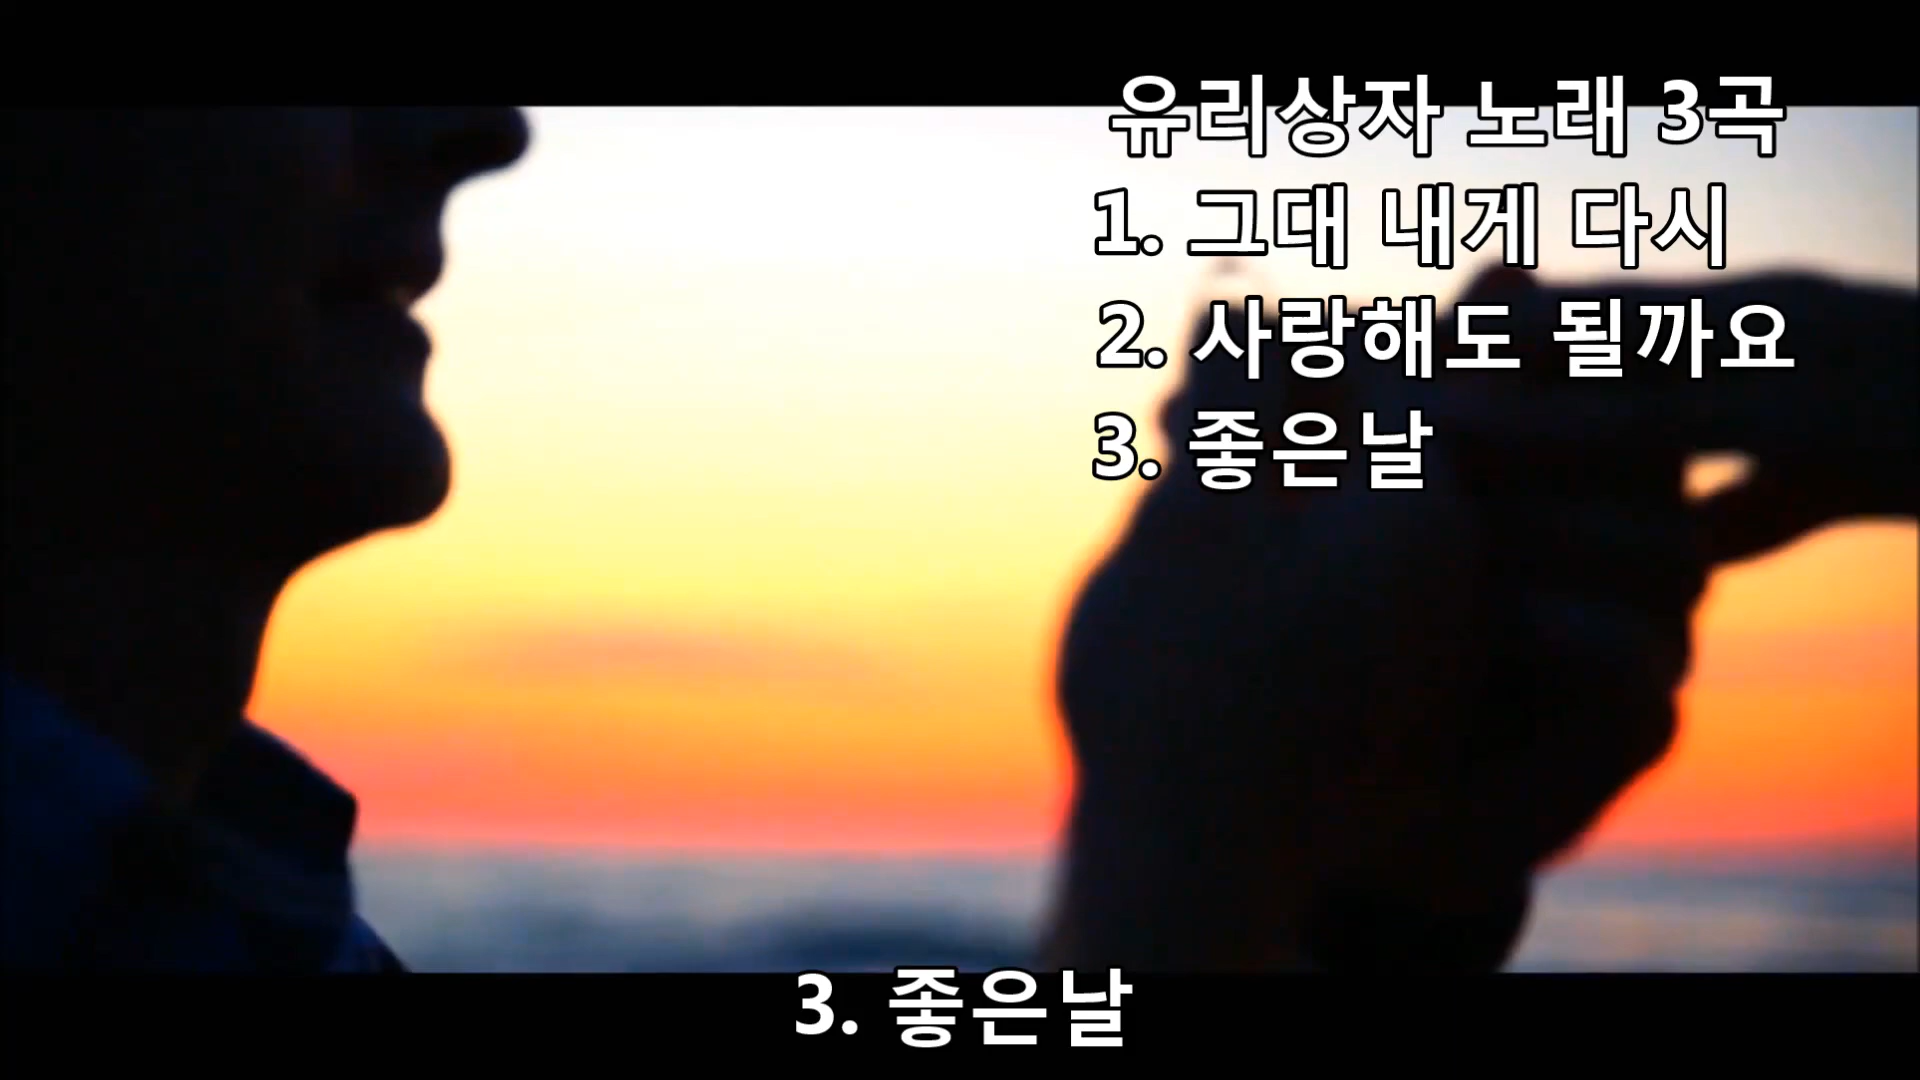 유리상자 노래 3곡
1. 그대 내게 다시
2. 사랑해도 될까요
3. 좋은날
3. 좋은날